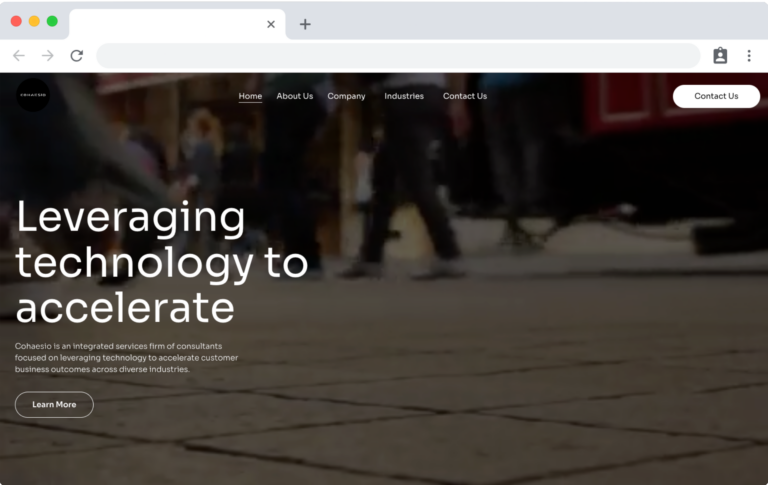 COHAESIO
Home About Us Company Industries Contact Us
Contact Us
Leveraging
technology to
accelerate
Cohaesio is an integrated services firm of consultants
focused on leveraging technology to accelerate customer
business outcomes across diverse industries.
Learn More